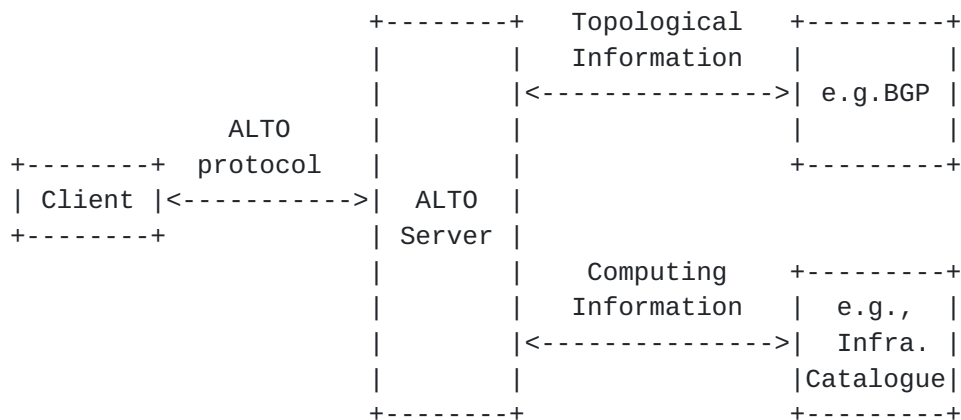 Topological
Information
e.g.BGP
ALTO
protocol
Client
ALTO
Server
Computing
Information
e.g.,
Infra.
Catalogue